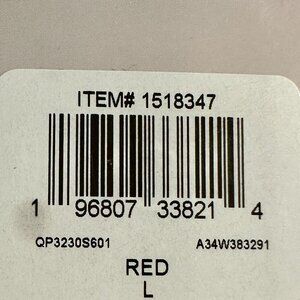 ITEM# 1518347
1 96807 33821 4
QP3230S601 A34W383291
RED
L